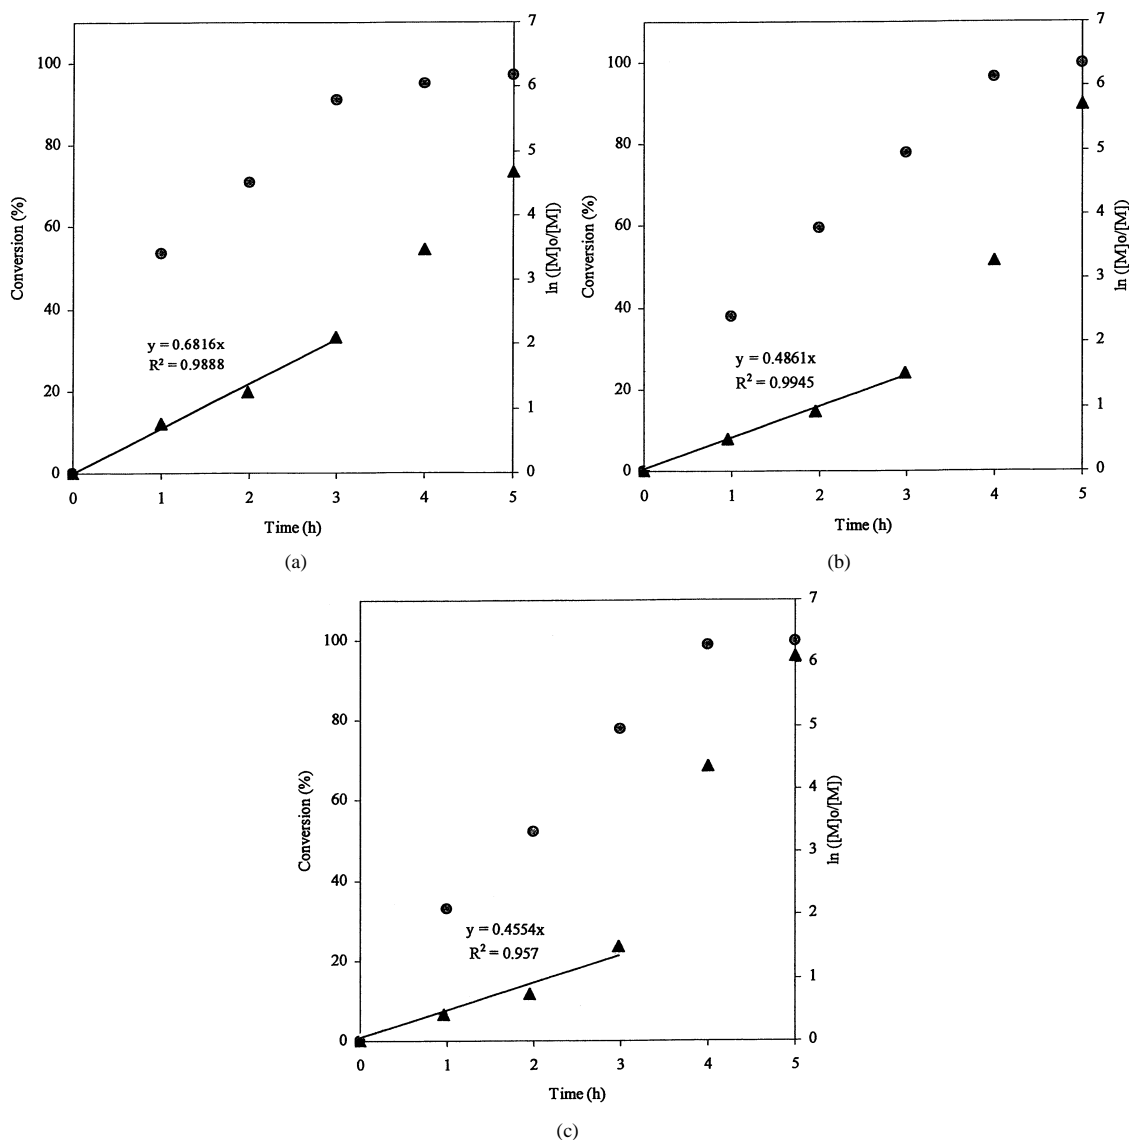 7
100
6
80
5
Conversion (%)
60
4
ln ([M]o/[M])
40
3
y = 0.6816x
R² = 0.9888
2
20
1
0
0
0 1 2 3 4 5
Time (h)
(a)
7
100
6
80
5
Conversion (%)
60
4
ln ([M]o/[M])
40
3
y = 0.4861x
R² = 0.9945
2
20
1
0
0
0 1 2 3 4 5
Time (h)
(b)
7
100
6
80
5
Conversion (%)
60
4
ln ([M]o/[M])
40
3
y = 0.4554x
R² = 0.957
2
20
1
0
0
0 1 2 3 4 5
Time (h)
(c)